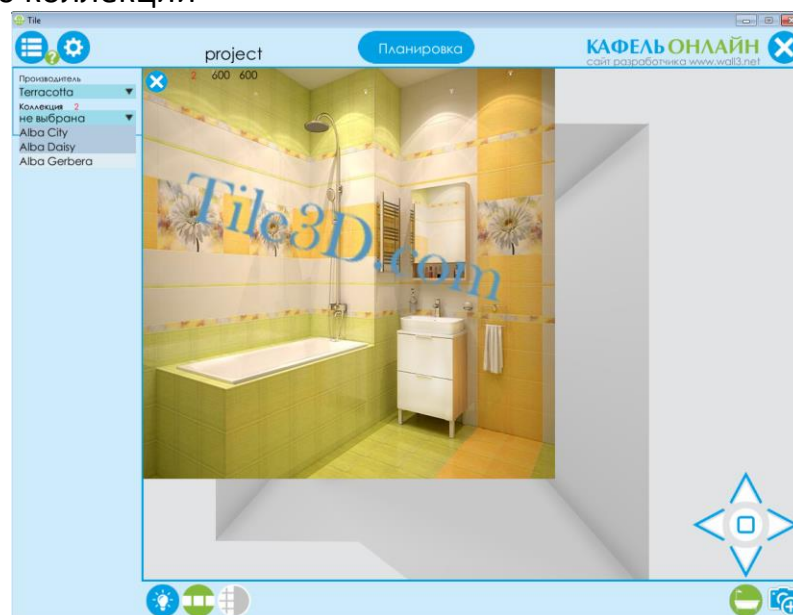 коллекций
Tile
project
Планировка
КАФЕЛЬ ОНЛАЙН
сайт разработчика www.wall3.net
Производитель
Terracotta
Коллекция 2
не выбрана
Alba City
Alba Daisy
Alba Gerbera
2 600 600
Tile3D.com
?